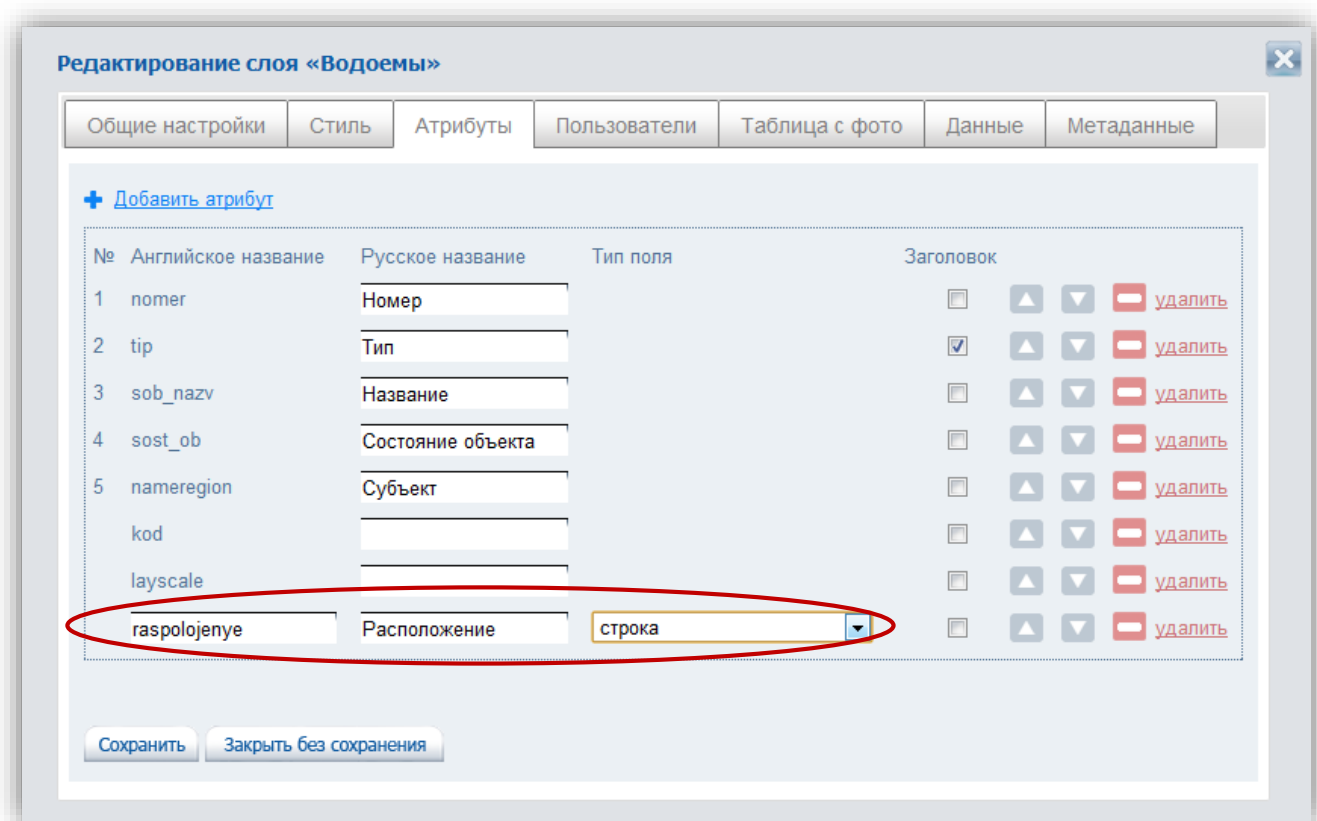 Редактирование слоя «Водоемы»
Общие настройки Стиль Атрибуты Пользователи Таблица с фото Данные Метаданные
Добавить атрибут
№ Английское название Русское название Тип поля Заголовок
1 nomer Номер удалить
2 tip Тип удалить
3 sob_nazv Название удалить
4 sost_ob Состояние объекта удалить
5 nameregion Субъект удалить
kod удалить
layscale удалить
raspolojenye Расположение строка удалить
Сохранить Закрыть без сохранения